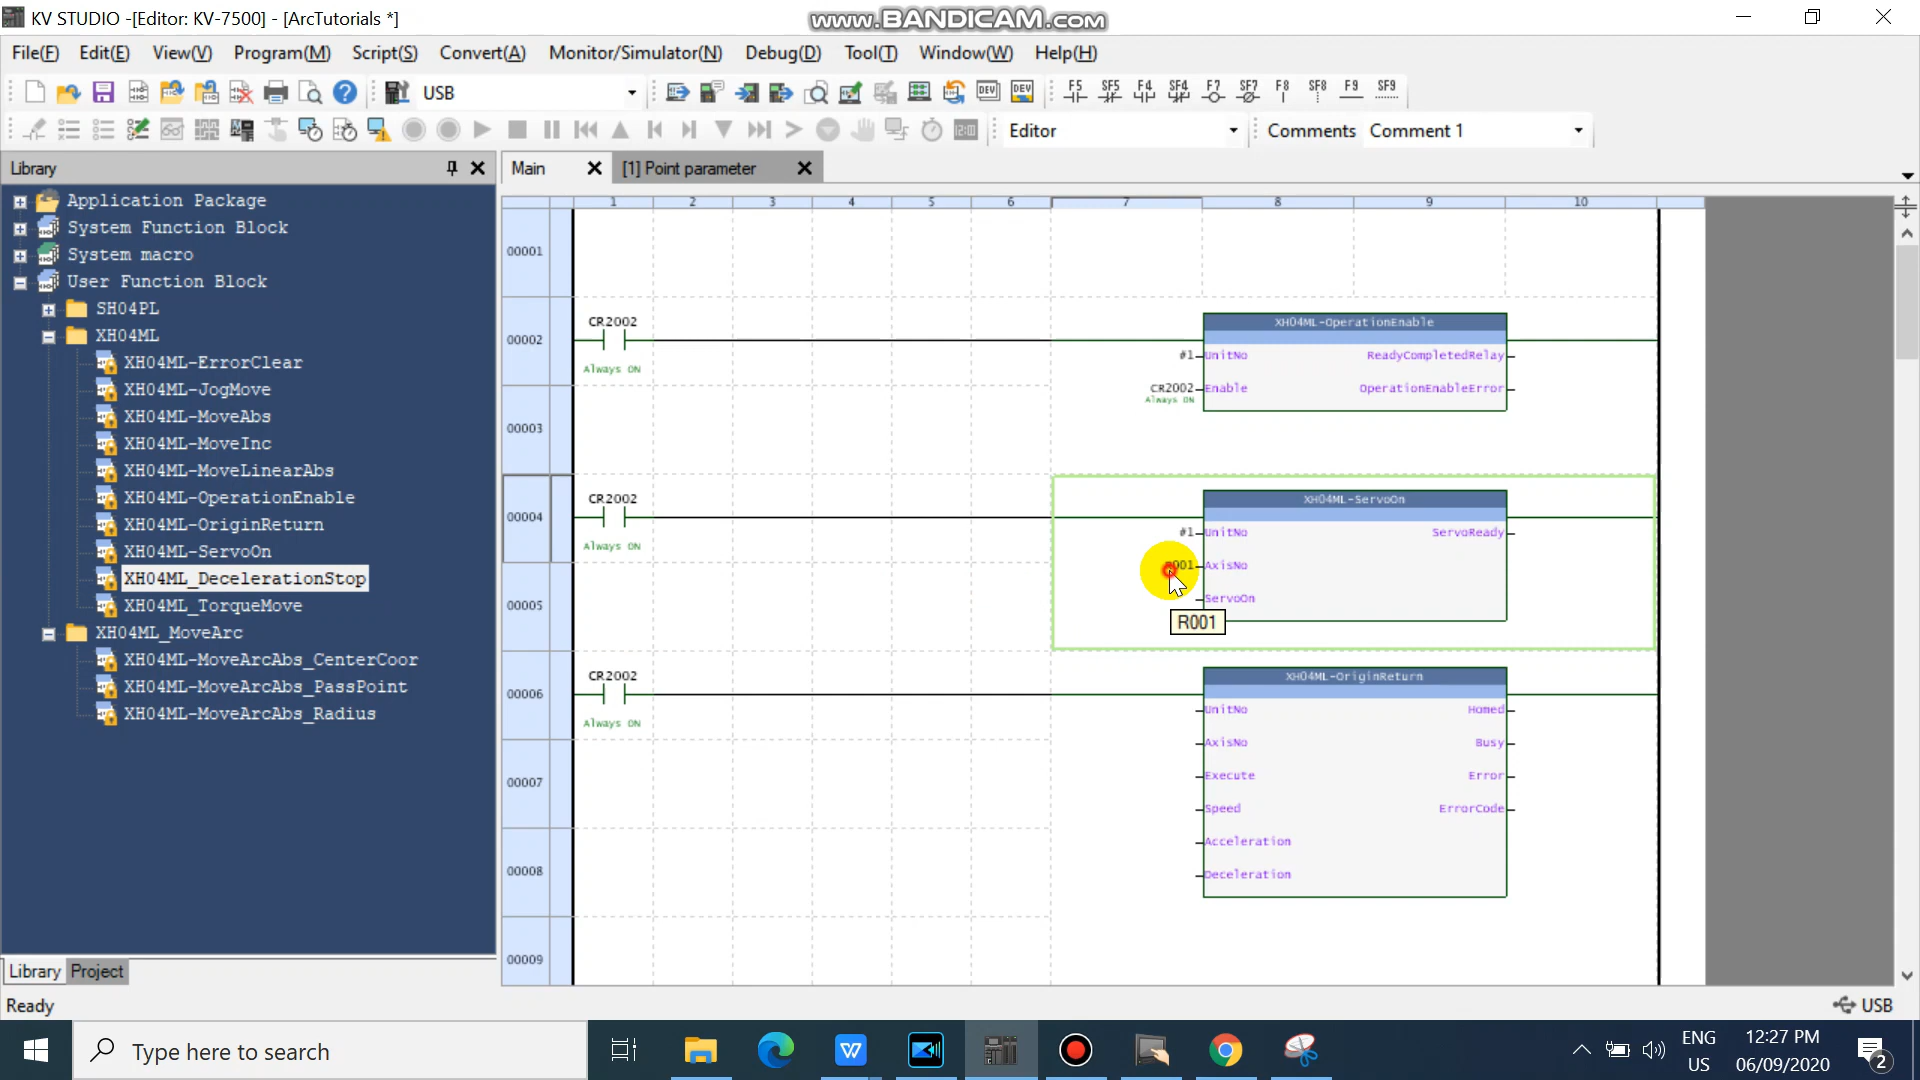 KV STUDIO -[Editor: KV-7500] - [ArcTutorials *]
www.BANDICAM.com
File(F) Edit(E) View(V) Program(M) Script(S) Convert(A) Monitor/Simulator(N) Debug(D) Tool(T) Window(W) Help(H)
USB
DEV DEV
F5 SF5 F4 SF4 F7 SF7 F8 SF8 F9 SF9
Editor
Comments Comment 1
Library
Main
[1] Point parameter
Application Package
System Function Block
System macro
User Function Block
SH04PL
XH04ML
XH04ML-ErrorClear
XH04ML-JogMove
XH04ML-MoveAbs
XH04ML-MoveInc
XH04ML-MoveLinearAbs
XH04ML-OperationEnable
XH04ML-OriginReturn
XH04ML-ServoOn
XH04ML_DecelerationStop
XH04ML_TorqueMove
XH04ML_MoveArc
XH04ML-MoveArcAbs_CenterCoor
XH04ML-MoveArcAbs_PassPoint
XH04ML-MoveArcAbs_Radius
Library Project
1 2 3 4 5 6 7 8 9 10
00001
00002
CR2002
Always ON
XH04ML-OperationEnable
#1 UnitNo ReadyCompletedRelay
CR2002 Enable OperationEnableError
Always ON
00003
00004
CR2002
Always ON
XH04ML-ServoOn
#1 UnitNo ServoReady
001 AxisNo
ServoOn
R001
00005
00006
CR2002
Always ON
XH04ML-OriginReturn
UnitNo Homed
AxisNo Busy
Execute Error
Speed ErrorCode
Acceleration
Deceleration
00007
00008
00009
Ready
USB
Type here to search
ENG
US
12:27 PM
06/09/2020
2